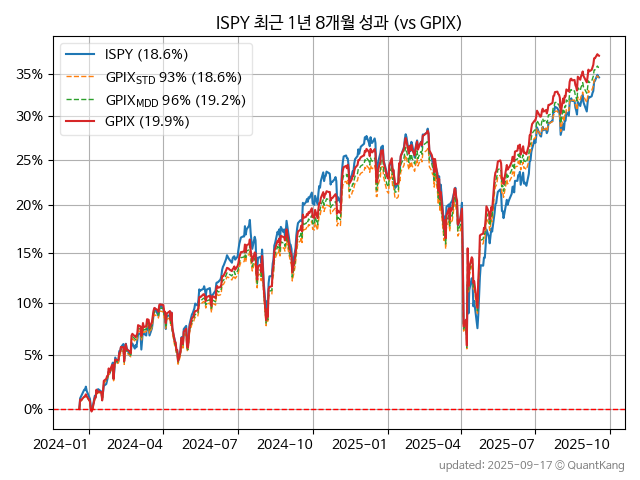 ISPY 최근 1년 8개월 성과 (vs GPIX)
ISPY (18.6%)
GPIX_STD 93% (18.6%)
GPIX_MDD 96% (19.2%)
GPIX (19.9%)
35%
30%
25%
20%
15%
10%
5%
0%
2024-01 2024-04 2024-07 2024-10 2025-01 2025-04 2025-07 2025-10
updated: 2025-09-17 © QuantKang